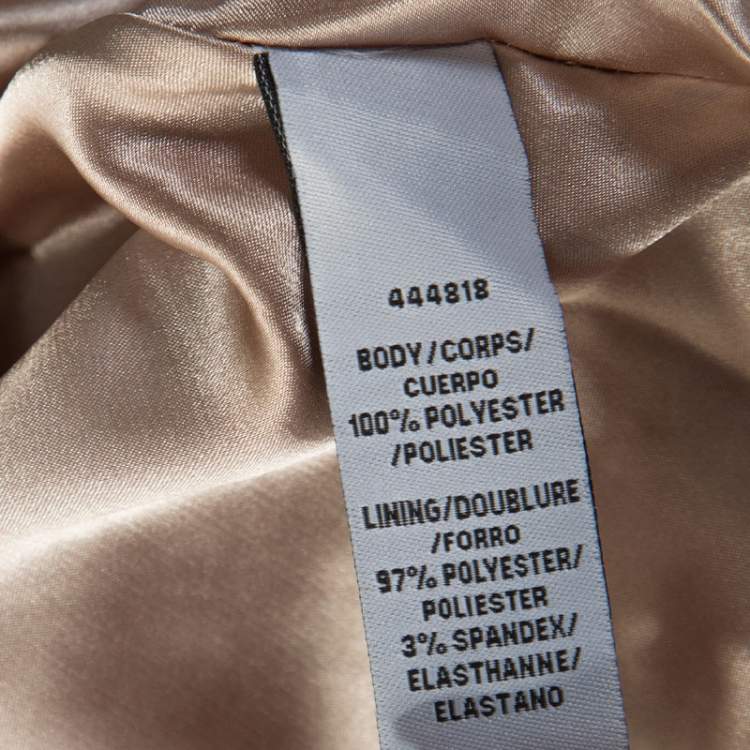 444818
BODY/CORPS/
CUERPO
100% POLYESTER
/POLIESTER
LINING/DOUBLURE
/FORRO
97% POLYESTER/
POLIESTER
3% SPANDEX/
ELASTHANNE/
ELASTANO